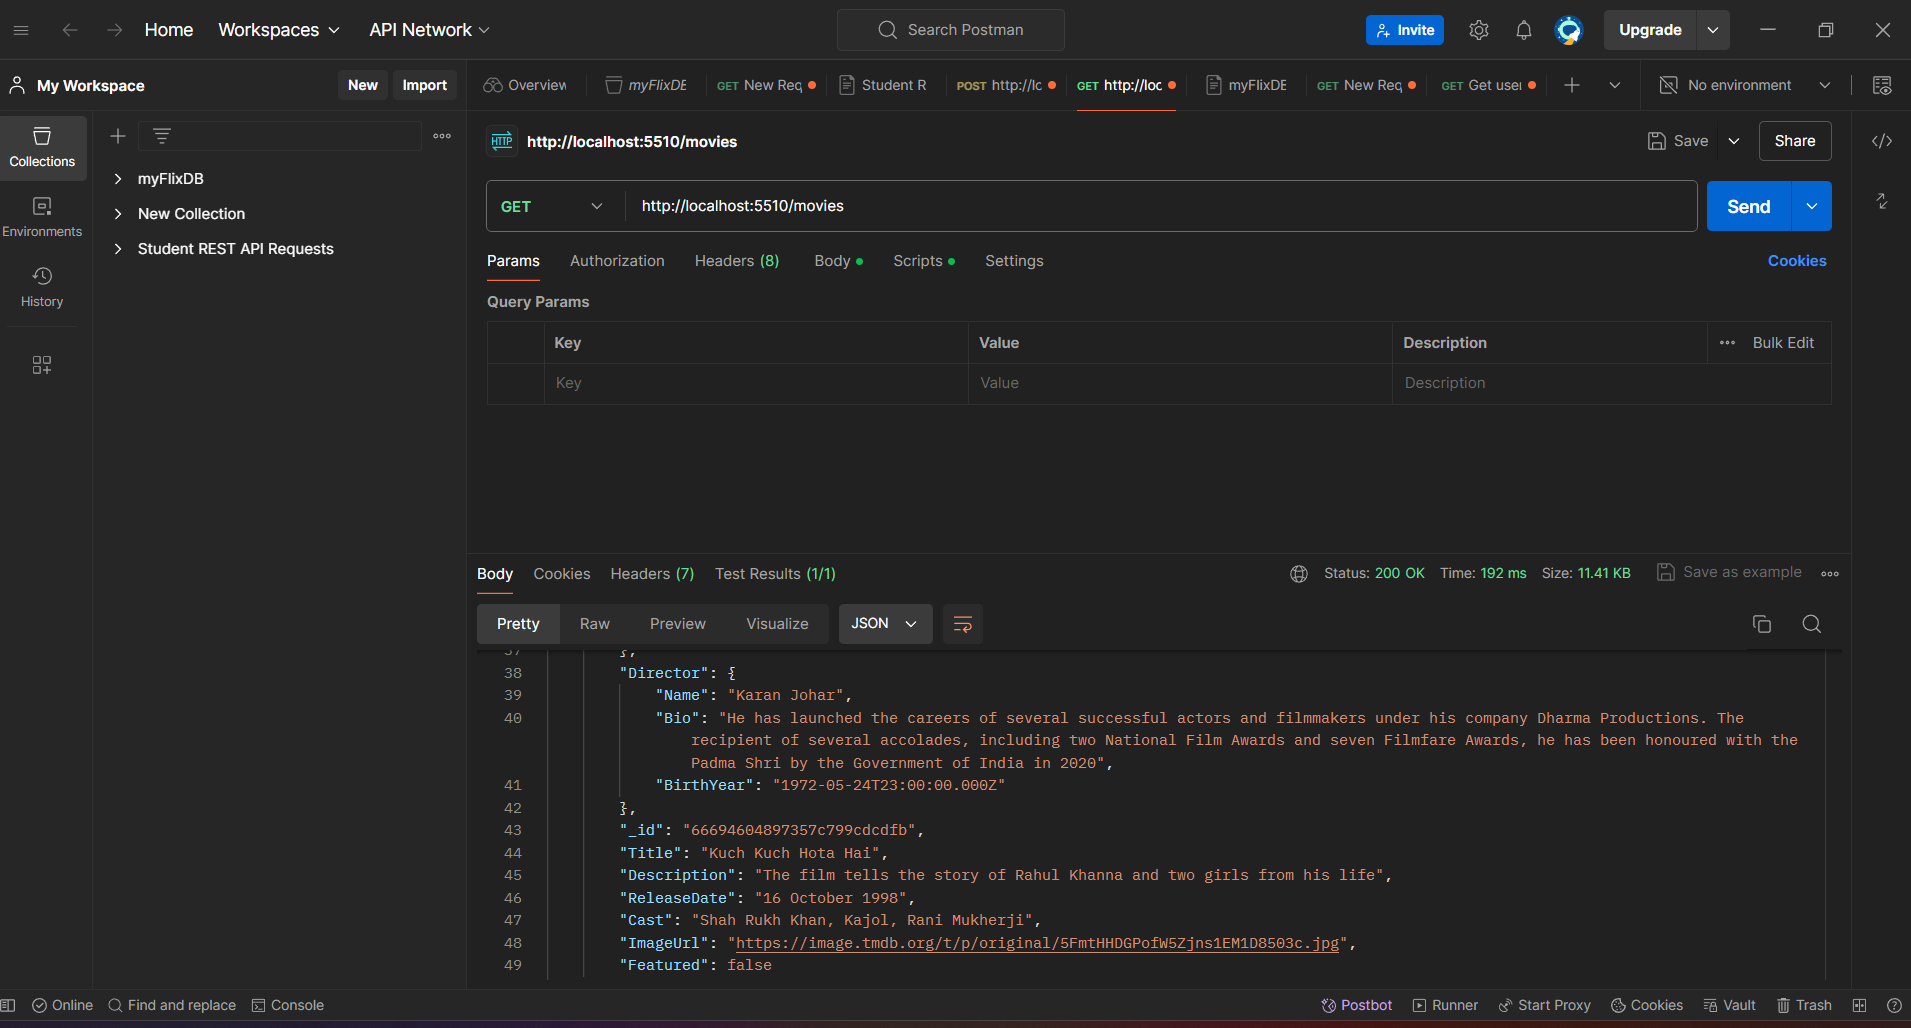 Home
Workspaces
API Network
Search Postman
Invite
Upgrade
My Workspace
New
Import
Overview
myFlixDB
GET New Req
Student R
POST http://lc
GET http://loc
myFlixDE
GET New Req
GET Get user
No environment
Collections
Environments
History
myFlixDB
New Collection
Student REST API Requests
HTTP
http://localhost:5510/movies
Save
Share
GET
http://localhost:5510/movies
Send
Params
Authorization
Headers (8)
Body
Scripts
Settings
Cookies
Query Params
Key
Value
Description
Bulk Edit
Key
Value
Description
Body
Cookies
Headers (7)
Test Results (1/1)
Status: 200 OK
Time: 192 ms
Size: 11.41 KB
Save as example
Pretty
Raw
Preview
Visualize
JSON
37 },
38 "Director": {
39 "Name": "Karan Johar",
40 "Bio": "He has launched the careers of several successful actors and filmmakers under his company Dharma Productions. The
recipient of several accolades, including two National Film Awards and seven Filmfare Awards, he has been honoured with the
Padma Shri by the Government of India in 2020",
41 "BirthYear": "1972-05-24T23:00:00.000Z"
42 },
43 "_id": "66694604897357c799cdcdfb",
44 "Title": "Kuch Kuch Hota Hai",
45 "Description": "The film tells the story of Rahul Khanna and two girls from his life",
46 "ReleaseDate": "16 October 1998",
47 "Cast": "Shah Rukh Khan, Kajol, Rani Mukherji",
48 "ImageUrl": "https://image.tmdb.org/t/p/original/5FmtHHDGPofW5Zjns1EM1D8503c.jpg",
49 "Featured": false
Online
Find and replace
Console
Postbot
Runner
Start Proxy
Cookies
Vault
Trash